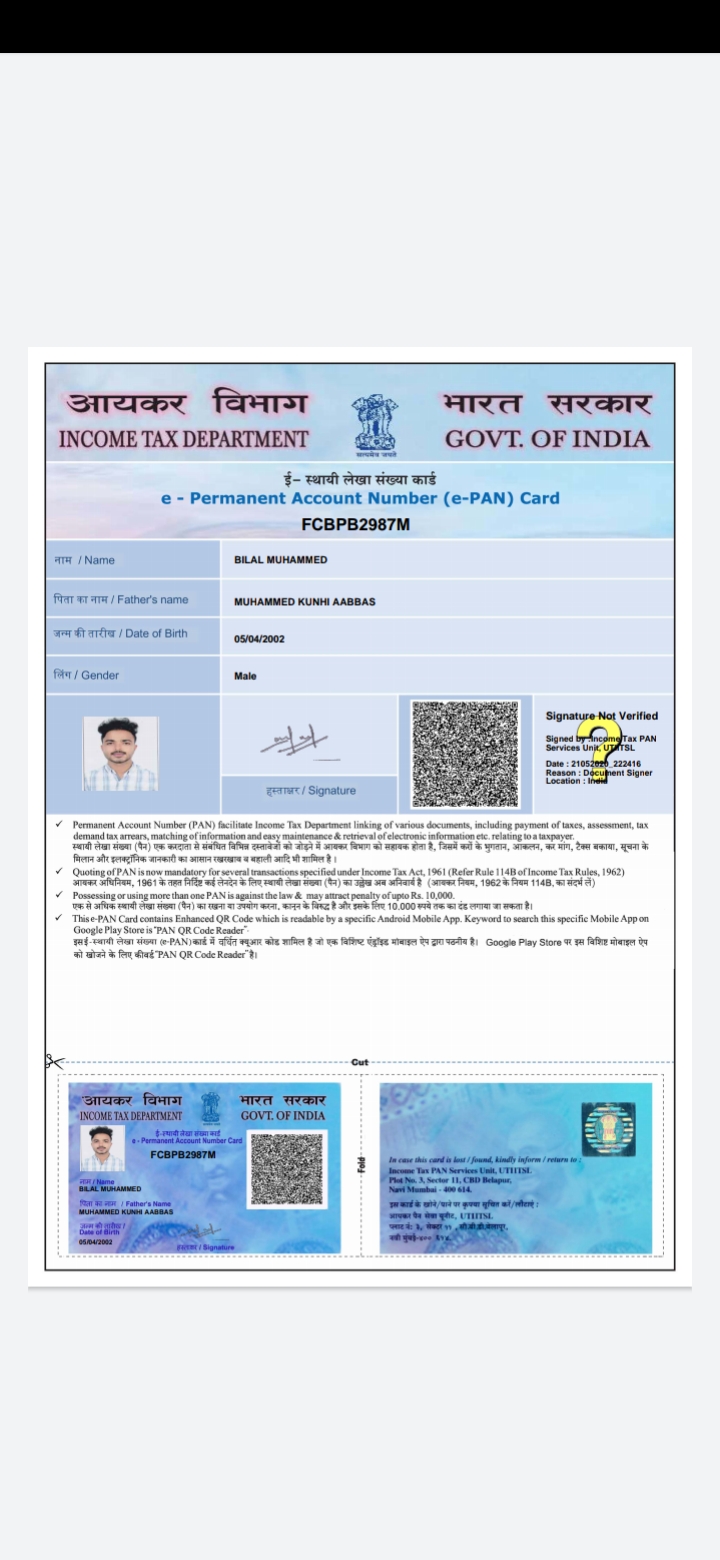 आयकर विभाग
INCOME TAX DEPARTMENT
सत्यमेव जयते
भारत सरकार
GOVT. OF INDIA
ई– स्थायी लेखा संख्या कार्ड
e - Permanent Account Number (e-PAN) Card
FCBPB2987M
नाम / Name
BILAL MUHAMMED
पिता का नाम / Father's name
MUHAMMED KUNHI AABBAS
जन्म की तारीख / Date of Birth
05/04/2002
लिंग / Gender
Male
हस्ताक्षर / Signature
Signature Not Verified
Signed by :Income Tax PAN
Services Unit, UTIITSL
Date : 21052020_222416
Reason : Document Signer
Location : India
✓ Permanent Account Number (PAN) facilitate Income Tax Department linking of various documents, including payment of taxes, assessment, tax
demand tax arrears, matching of information and easy maintenance & retrieval of electronic information etc. relating to a taxpayer.
स्थायी लेखा संख्या (पैन) एक करदाता से संबंधित विभिन्न दस्तावेजों को जोड़ने में आयकर विभाग को सहायक होता है, जिसमें करों के भुगतान, आकलन, कर मांग, टैक्स बकाया, सूचना के
मिलान और इलक्ट्रॉनिक जानकारी का आसान रखरखाव व बहाली आदि भी शामिल है ।
✓ Quoting of PAN is now mandatory for several transactions specified under Income Tax Act, 1961 (Refer Rule 114B of Income Tax Rules, 1962)
आयकर अधिनियम, 1961 के तहत निर्दिष्ट कई लेनदेन के लिए स्थायी लेखा संख्या (पैन) का उल्लेख अब अनिवार्य है (आयकर नियम, 1962 के नियम 114B, का संदर्भ लें)
✓ Possessing or using more than one PAN is against the law & may attract penalty of upto Rs. 10,000.
एक से अधिक स्थायी लेखा संख्या (पैन) का रखना या उपयोग करना, कानून के विरुद्ध है और इसके लिए 10,000 रुपये तक का दंड लगाया जा सकता है।
✓ This e-PAN Card contains Enhanced QR Code which is readable by a specific Android Mobile App. Keyword to search this specific Mobile App on
Google Play Store is "PAN QR Code Reader".
इसई-स्थायी लेखा संख्या (e-PAN)कार्ड में वर्धित क्यूआर कोड शामिल है जो एक विशिष्ट एंड्रॉइड मोबाइल ऐप द्वारा पठनीय है। Google Play Store पर इस विशिष्ट मोबाइल ऐप
को खोजने के लिए कीवर्ड "PAN QR Code Reader" है।
Cut
आयकर विभाग
INCOME TAX DEPARTMENT
भारत सरकार
GOVT. OF INDIA
ई-स्थायी लेखा संख्या कार्ड
e - Permanent Account Number Card
FCBPB2987M
नाम / Name
BILAL MUHAMMED
पिता का नाम / Father's Name
MUHAMMED KUNHI AABBAS
जन्म की तारीख /
Date of Birth
05/04/2002
हस्ताक्षर / Signature
Fold
In case this card is lost / found, kindly inform / return to :
Income Tax PAN Services Unit, UTIITSL
Plot No. 3, Sector 11, CBD Belapur,
Navi Mumbai - 400 614.
इस कार्ड के खोने/पाने पर कृपया सूचित करें/लौटाएं :
आयकर पैन सेवा यूनीट, UTIITSL
प्लाट नं: ३, सेक्टर ११ , सी.बी.डी.बेलापूर,
नवी मुंबई-४०० ६१४.